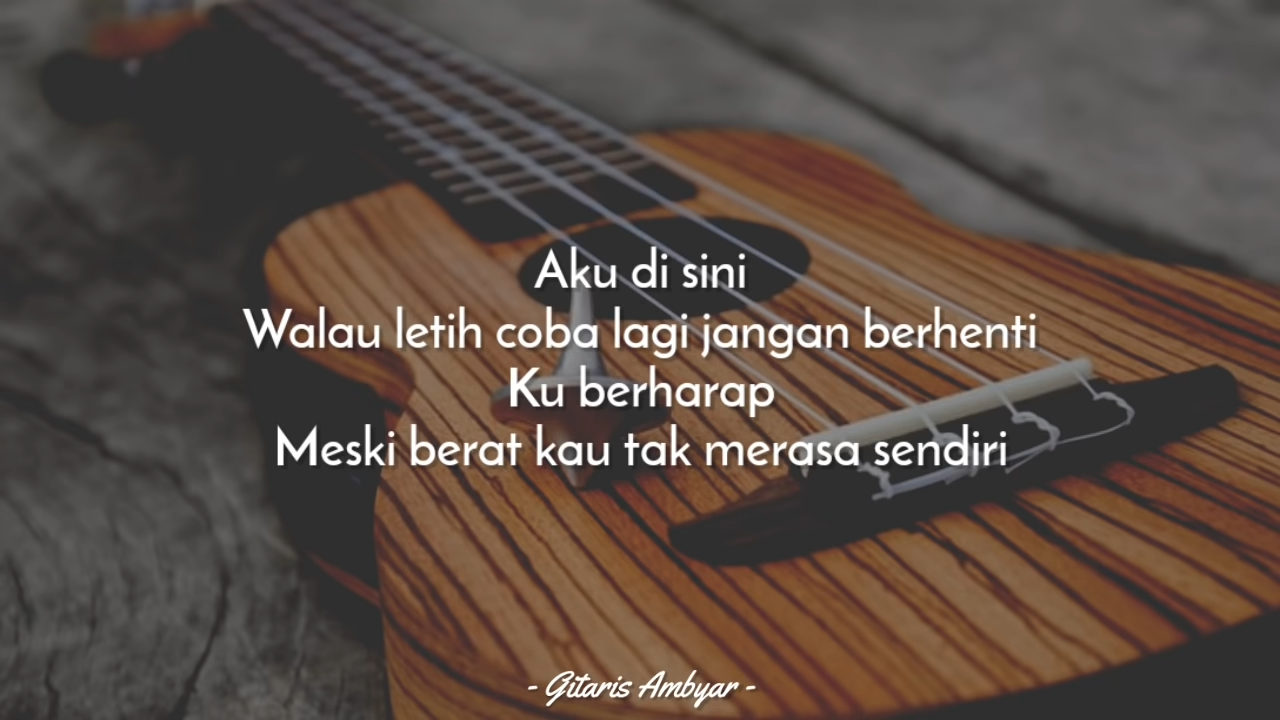 Aku di sini
Walau letih coba lagi jangan berhenti
Ku berharap
Meski berat kau tak merasa sendiri
- Gitaris Ambyar -